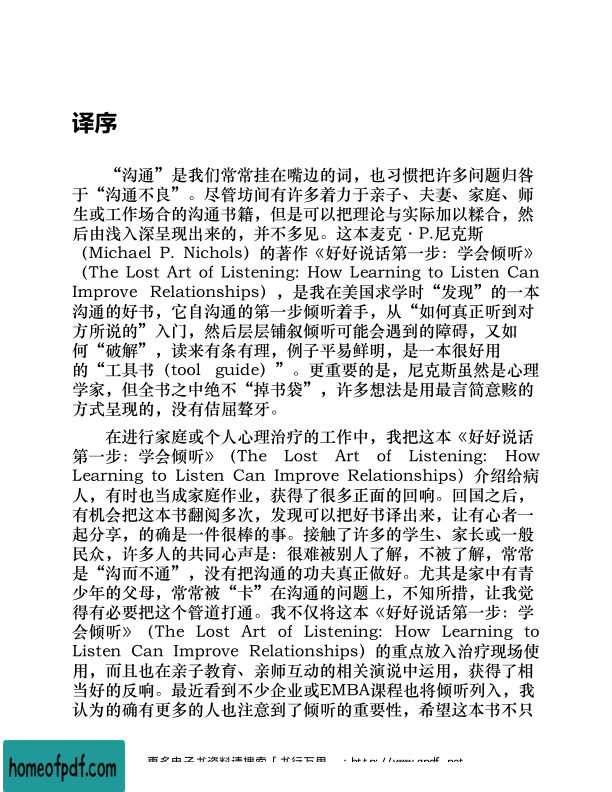 译序
“沟通”是我们常常挂在嘴边的词，也习惯把许多问题归咎
于“沟通不良”。尽管坊间有许多着力于亲子、夫妻、家庭、师
生或工作场合的沟通书籍，但是可以把理论与实际加以糅合，然
后由浅入深呈现出来的，并不多见。这本麦克·P.尼克斯
（Michael P. Nichols）的著作《好好说话第一步：学会倾听》
（The Lost Art of Listening: How Learning to Listen Can
Improve Relationships），是我在美国求学时“发现”的一本
沟通的好书，它自沟通的第一步倾听着手，从“如何真正听到对
方所说的”入门，然后层层铺叙倾听可能会遇到的障碍，又如
何“破解”，读来有条有理，例子平易鲜明，是一本很好用
的“工具书（tool guide）”。更重要的是，尼克斯虽然是心理
学家，但全书之中绝不“掉书袋”，许多想法是用最言简意赅的
方式呈现的，没有佶屈聱牙。
在进行家庭或个人心理治疗的工作中，我把这本《好好说话
第一步：学会倾听》（The Lost Art of Listening: How
Learning to Listen Can Improve Relationships）介绍给病
人，有时也当成家庭作业，获得了很多正面的回响。回国之后，
有机会把这本书翻阅多次，发现可以把好书译出来，让有心者一
起分享，的确是一件很棒的事。接触了许多的学生、家长或一般
民众，许多人的共同心声是：很难被别人了解，不被了解，常常
是“沟而不通”，没有把沟通的功夫真正做好。尤其是家中有青
少年的父母，常常被“卡”在沟通的问题上，不知所措，让我觉
得有必要把这个管道打通。我不仅将这本《好好说话第一步：学
会倾听》（The Lost Art of Listening: How Learning to
Listen Can Improve Relationships）的重点放入治疗现场使
用，而且也在亲子教育、亲师互动的相关演说中运用，获得了相
当好的反响。最近看到不少企业或EMBA课程也将倾听列入，我
认为的确有更多的人也注意到了倾听的重要性，希望这本书不只
homeofpdf.com